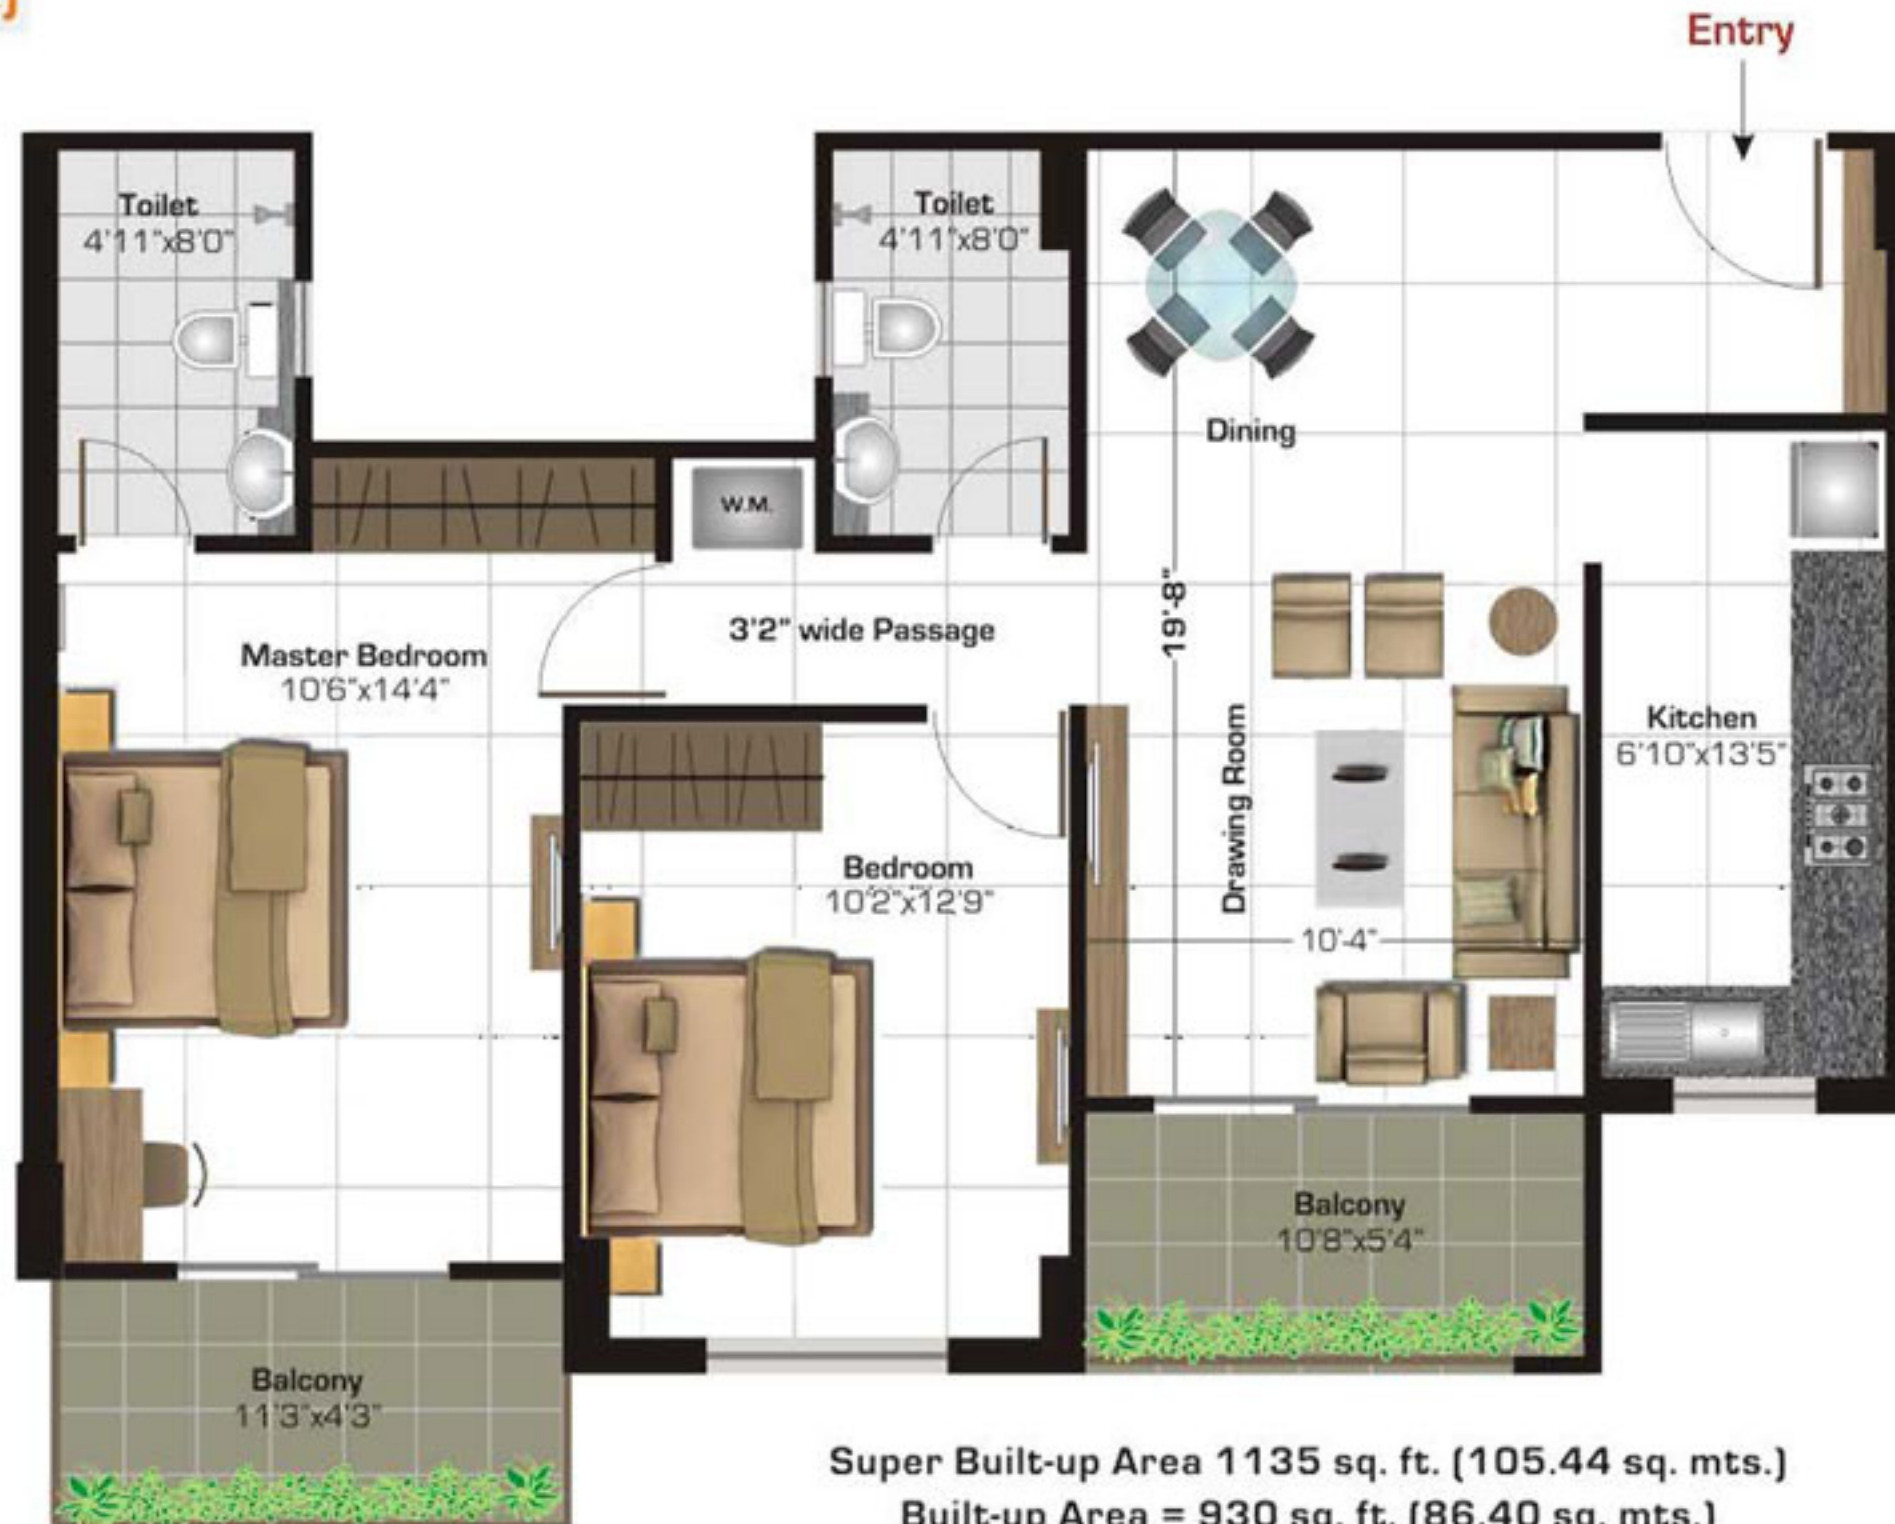 Entry
Toilet
4'11"x8'0"
Toilet
4'11"x8'0"
Dining
W.M.
19'-8"
3'2" wide Passage
Master Bedroom
10'6"x14'4"
Kitchen
6'10"x13'5"
Drawing Room
Bedroom
10'2"x12'9"
10'-4"
Balcony
10'8"x5'4"
Balcony
11'3"x4'3"
Super Built-up Area 1135 sq. ft. (105.44 sq. mts.)
Built-up Area = 930 sq. ft. (86.40 sq. mts.)